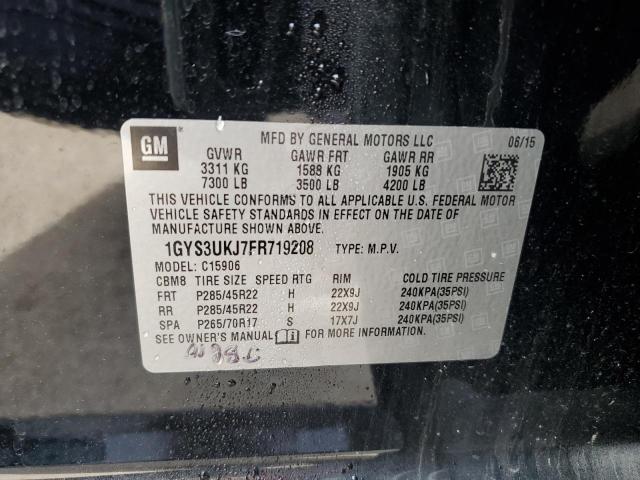 GM
MFD BY GENERAL MOTORS LLC 06/15
GVWR GAWR FRT GAWR RR
3311 KG 1588 KG 1905 KG
7300 LB 3500 LB 4200 LB
THIS VEHICLE CONFORMS TO ALL APPLICABLE U.S. FEDERAL MOTOR
VEHICLE SAFETY STANDARDS IN EFFECT ON THE DATE OF
MANUFACTURE SHOWN ABOVE.
1GYS3UKJ7FR719208 TYPE: M.P.V.
MODEL: C15906
CBM8 TIRE SIZE SPEED RTG RIM COLD TIRE PRESSURE
FRT P285/45R22 H 22X9J 240KPA(35PSI)
RR P285/45R22 H 22X9J 240KPA(35PSI)
SPA P265/70R17 S 17X7J 240KPA(35PSI)
SEE OWNER'S MANUAL FOR MORE INFORMATION